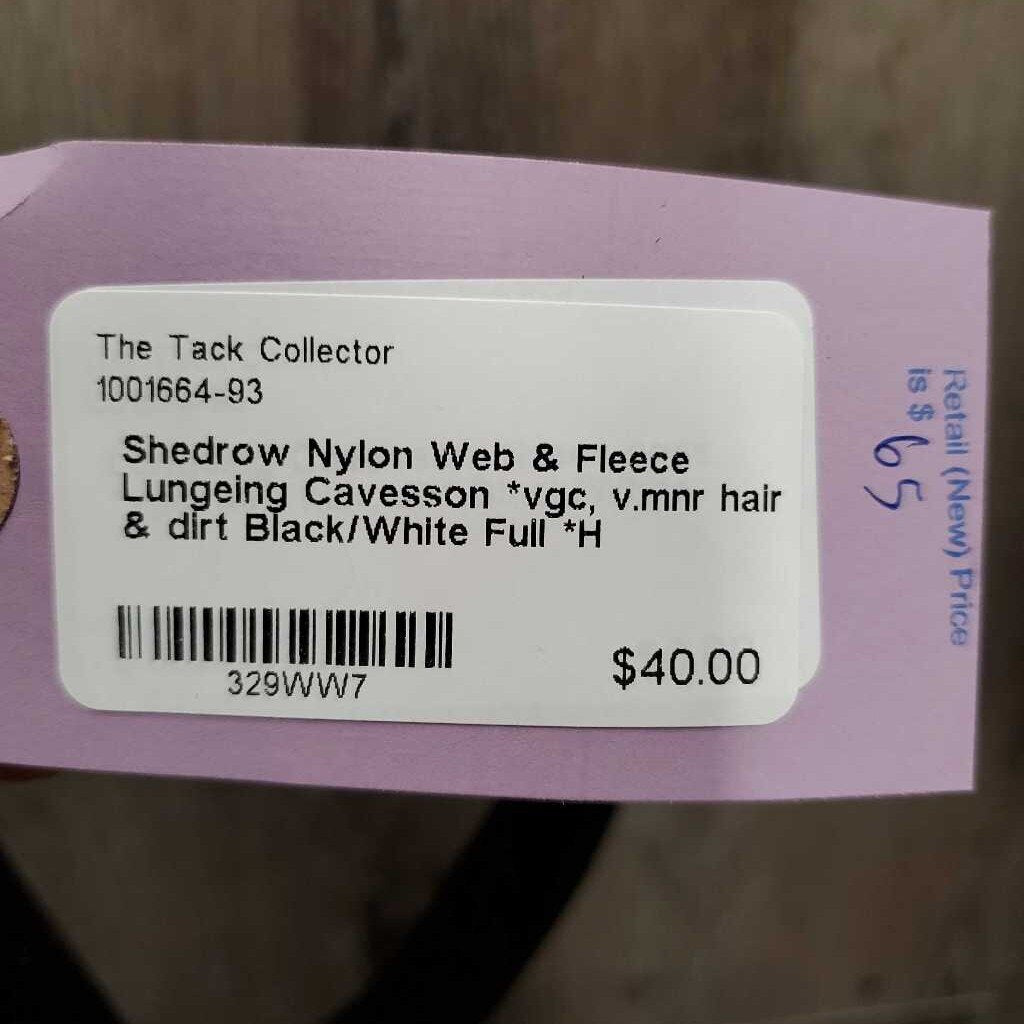 The Tack Collector
1001664-93
Shedrow Nylon Web & Fleece
Lungeing Cavesson *vgc, v.mnr hair
& dirt Black/White Full *H
329WW7
$40.00
Retail (New) Price
is $ 65